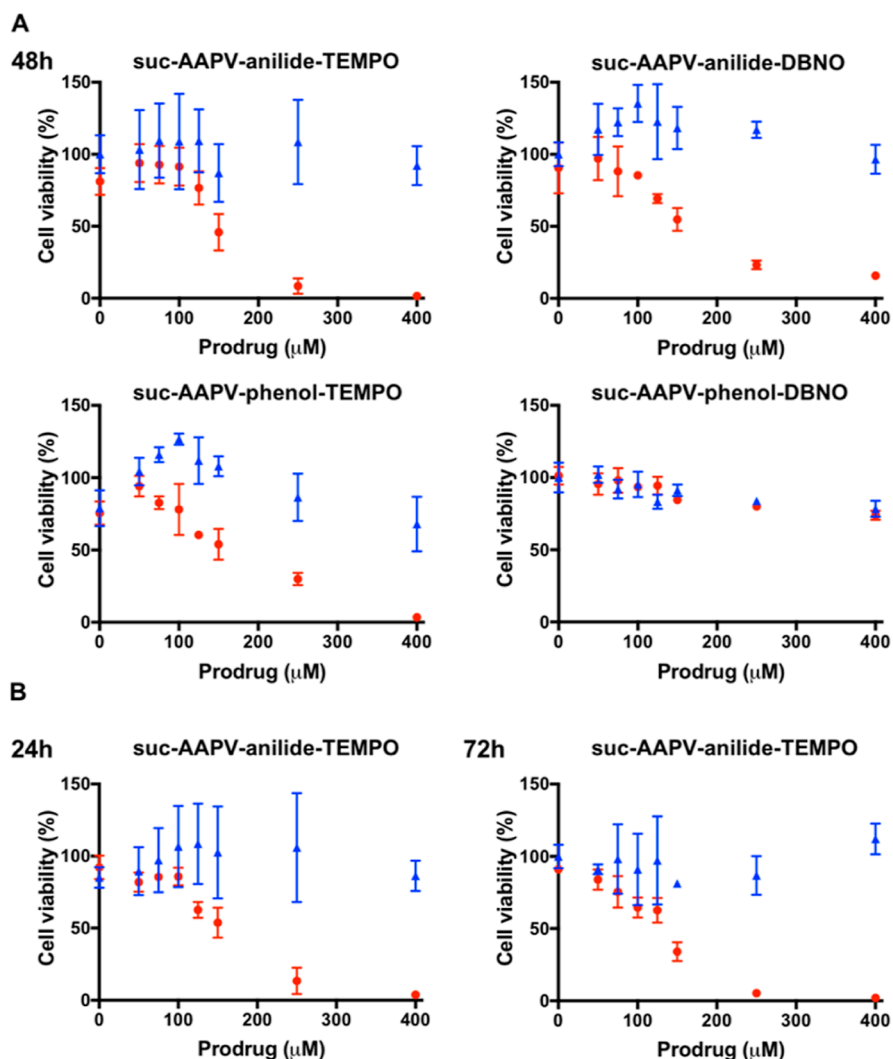 A
48h
suc-AAPV-anilide-TEMPO
Cell viability (%)
150
100
50
0
0 100 200 300 400
Prodrug (μM)
suc-AAPV-anilide-DBNO
Cell viability (%)
150
100
50
0
0 100 200 300 400
Prodrug (μM)
suc-AAPV-phenol-TEMPO
Cell viability (%)
150
100
50
0
0 100 200 300 400
Prodrug (μM)
suc-AAPV-phenol-DBNO
Cell viability (%)
150
100
50
0
0 100 200 300 400
Prodrug (μM)
B
24h
suc-AAPV-anilide-TEMPO
Cell viability (%)
150
100
50
0
0 100 200 300 400
Prodrug (μM)
72h
suc-AAPV-anilide-TEMPO
Cell viability (%)
150
100
50
0
0 100 200 300 400
Prodrug (μM)